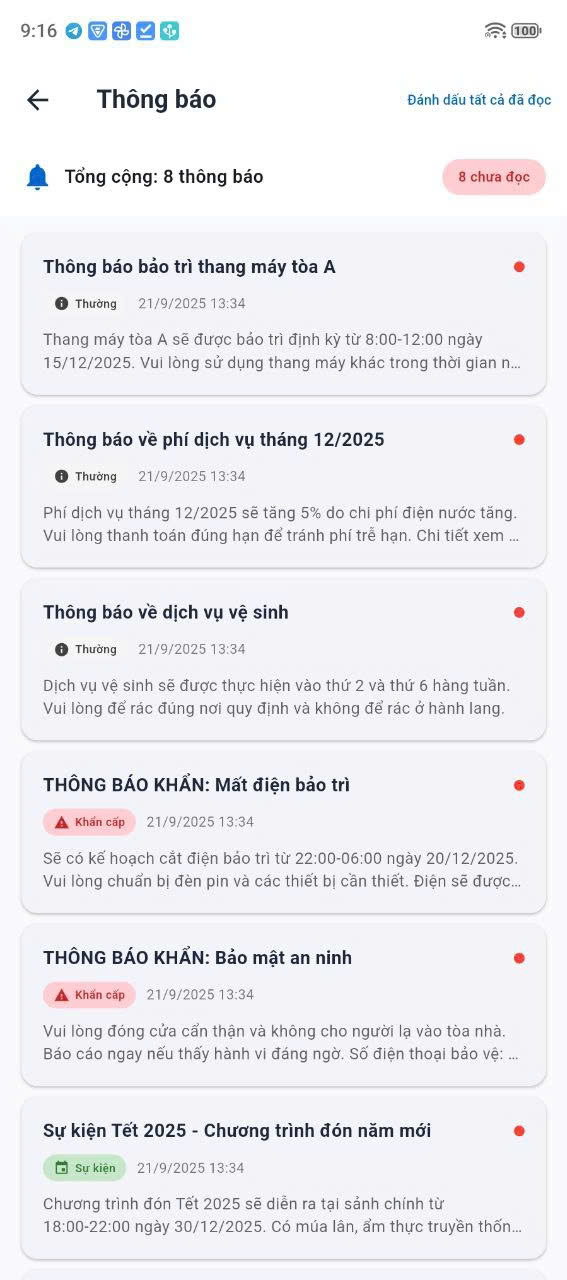 9:16
100
Thông báo
Đánh dấu tất cả đã đọc
Tổng cộng: 8 thông báo
8 chưa đọc
Thông báo bảo trì thang máy tòa A
Thường 21/9/2025 13:34
Thang máy tòa A sẽ được bảo trì định kỳ từ 8:00-12:00 ngày
15/12/2025. Vui lòng sử dụng thang máy khác trong thời gian n...
Thông báo về phí dịch vụ tháng 12/2025
Thường 21/9/2025 13:34
Phí dịch vụ tháng 12/2025 sẽ tăng 5% do chi phí điện nước tăng.
Vui lòng thanh toán đúng hạn để tránh phí trễ hạn. Chi tiết xem ...
Thông báo về dịch vụ vệ sinh
Thường 21/9/2025 13:34
Dịch vụ vệ sinh sẽ được thực hiện vào thứ 2 và thứ 6 hàng tuần.
Vui lòng để rác đúng nơi quy định và không để rác ở hành lang.
THÔNG BÁO KHẨN: Mất điện bảo trì
Khẩn cấp 21/9/2025 13:34
Sẽ có kế hoạch cắt điện bảo trì từ 22:00-06:00 ngày 20/12/2025.
Vui lòng chuẩn bị đèn pin và các thiết bị cần thiết. Điện sẽ được...
THÔNG BÁO KHẨN: Bảo mật an ninh
Khẩn cấp 21/9/2025 13:34
Vui lòng đóng cửa cẩn thận và không cho người lạ vào tòa nhà.
Báo cáo ngay nếu thấy hành vi đáng ngờ. Số điện thoại bảo vệ: ...
Sự kiện Tết 2025 - Chương trình đón năm mới
Sự kiện 21/9/2025 13:34
Chương trình đón Tết 2025 sẽ diễn ra tại sảnh chính từ
18:00-22:00 ngày 30/12/2025. Có múa lân, ẩm thực truyền thốn...